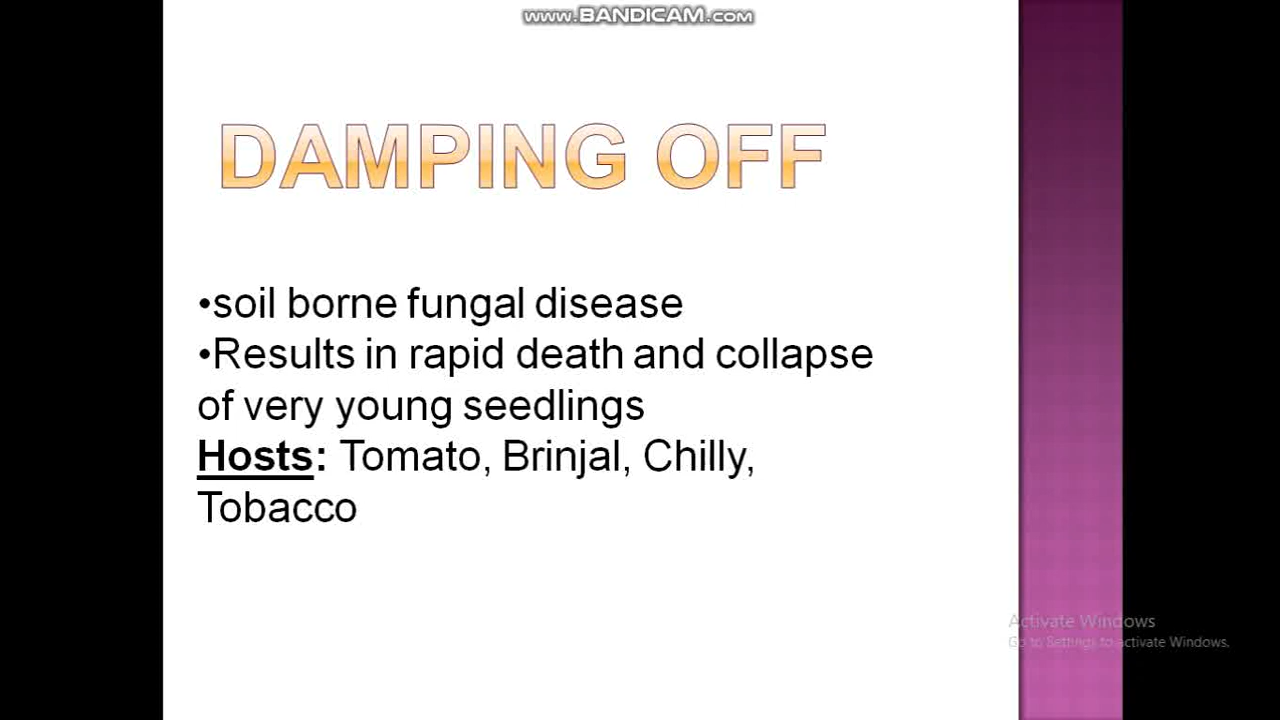 www.BANDICAM.com
DAMPING OFF
•soil borne fungal disease
•Results in rapid death and collapse
of very young seedlings
Hosts: Tomato, Brinjal, Chilly,
Tobacco
Activate Windows
Go to Settings to activate Windows.